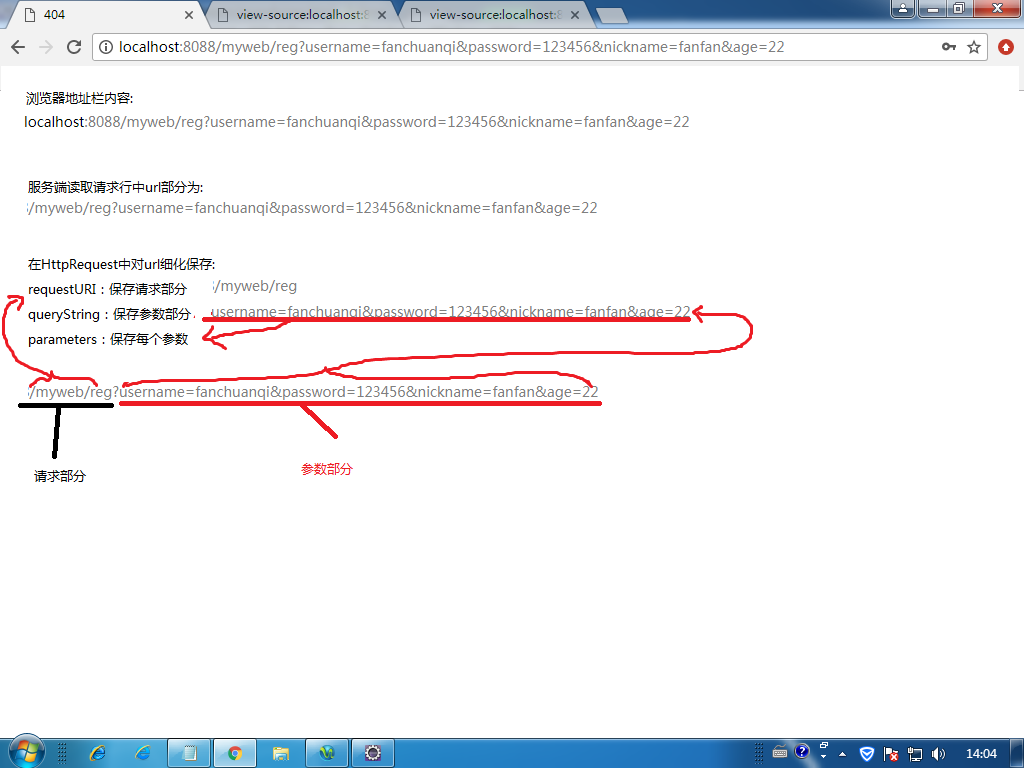 404
view-source:localhost:8
view-source:localhost:8
localhost:8088/myweb/reg?username=fanchuanqi&password=123456&nickname=fanfan&age=22
浏览器地址栏内容:
localhost:8088/myweb/reg?username=fanchuanqi&password=123456&nickname=fanfan&age=22
服务端读取请求行中url部分为:
/myweb/reg?username=fanchuanqi&password=123456&nickname=fanfan&age=22
在HttpRequest中对url细化保存:
requestURI：保存请求部分 /myweb/reg
queryString：保存参数部分. username=fanchuanqi&password=123456&nickname=fanfan&age=22
parameters：保存每个参数
/myweb/reg?username=fanchuanqi&password=123456&nickname=fanfan&age=22
参数部分
请求部分
14:04